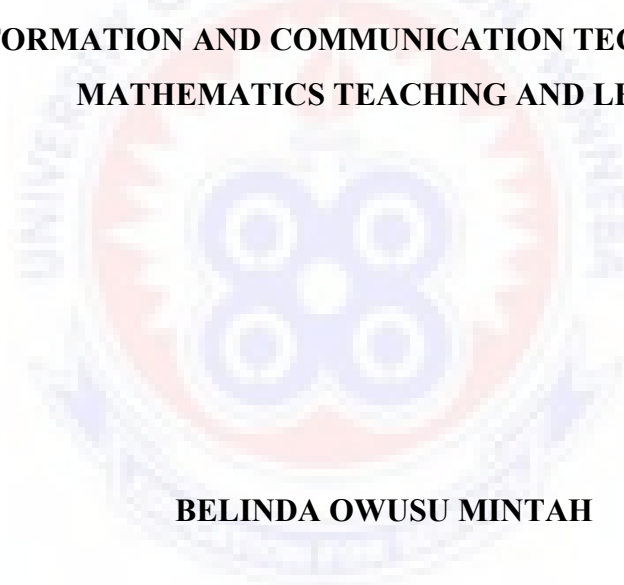 FORMATION AND COMMUNICATION TEC
MATHEMATICS TEACHING AND LE
BELINDA OWUSU MINTAH